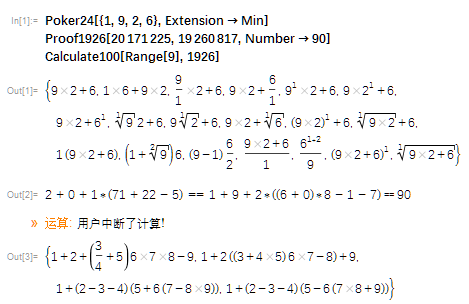 In[1]:= Poker24[{1, 9, 2, 6}, Extension → Min]
Proof1926[20171225, 19260817, Number → 90]
Calculate100[Range[9], 1926]
Out[1]= {9×2+6, 1×6+9×2, 9/1×2+6, 9×2+6/1, 9^1×2+6, 9×2^1+6,
9×2+6^1, √[1]{9} 2+6, 9 √[1]{2}+6, 9×2+√[1]{6}, (9×2)^1+6, √[1]{9×2}+6,
1(9×2+6), (1+√[2]{9})6, (9-1)6/2, (9×2+6)/1, 6^(1+2)/9, (9×2+6)^1, √[1]{9×2+6}}
Out[2]= 2 + 0 + 1*(71 + 22 - 5) == 1 + 9 + 2*((6 + 0)*8 - 1 - 7)==90
» 运算: 用户中断了计算!
Out[3]= {1+2+(3/4+5)6×7×8-9, 1+2((3+4×5)6×7-8)+9,
1+(2-3-4)(5+6(7-8×9)), 1+(2-3-4)(5-6(7×8+9))}